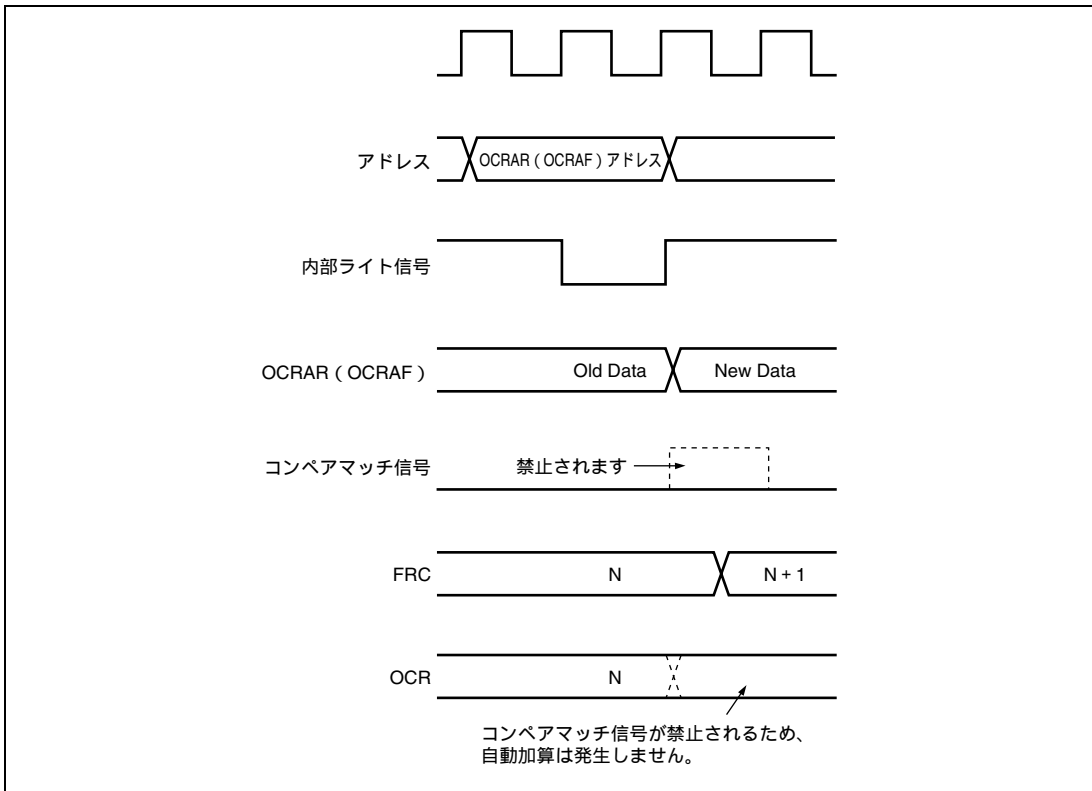 アドレス
OCRAR（OCRAF）アドレス
内部ライト信号
OCRAR（OCRAF）
Old Data
New Data
コンペアマッチ信号
禁止されます
FRC
N
N + 1
OCR
N
コンペアマッチ信号が禁止されるため、
自動加算は発生しません。